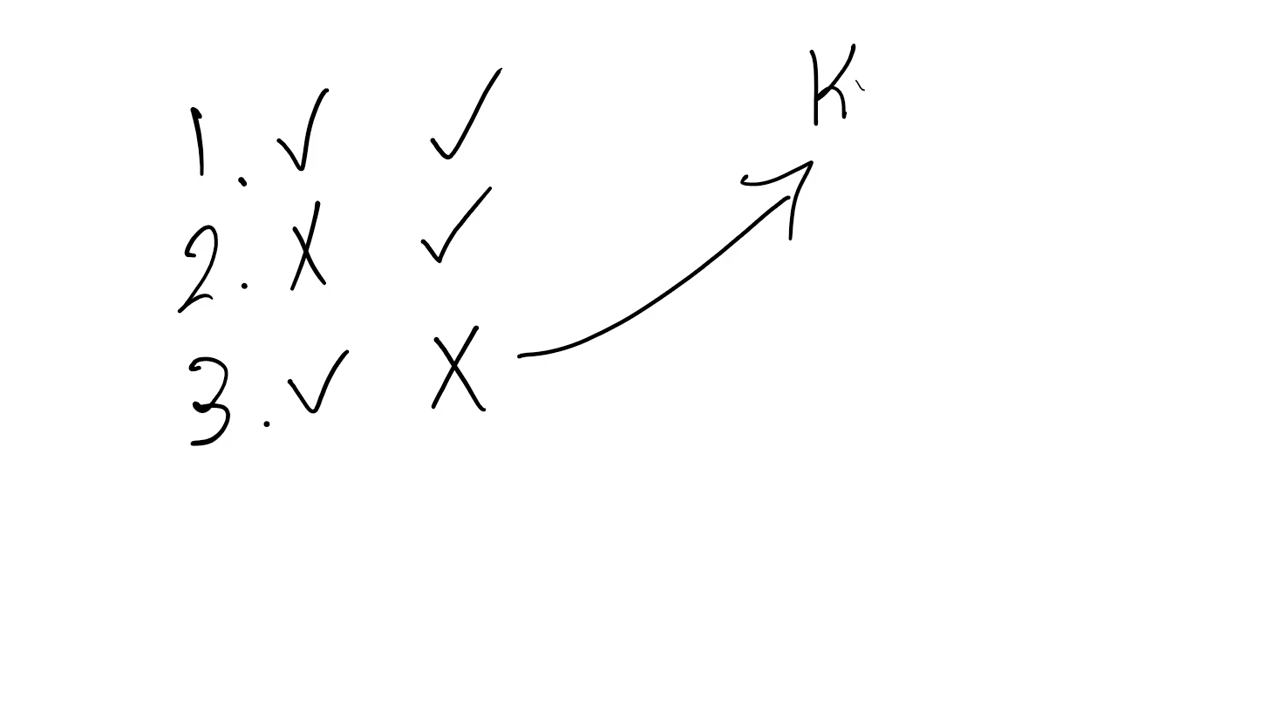 1. ✓ ✓
2. X ✓
3. ✓ X
K